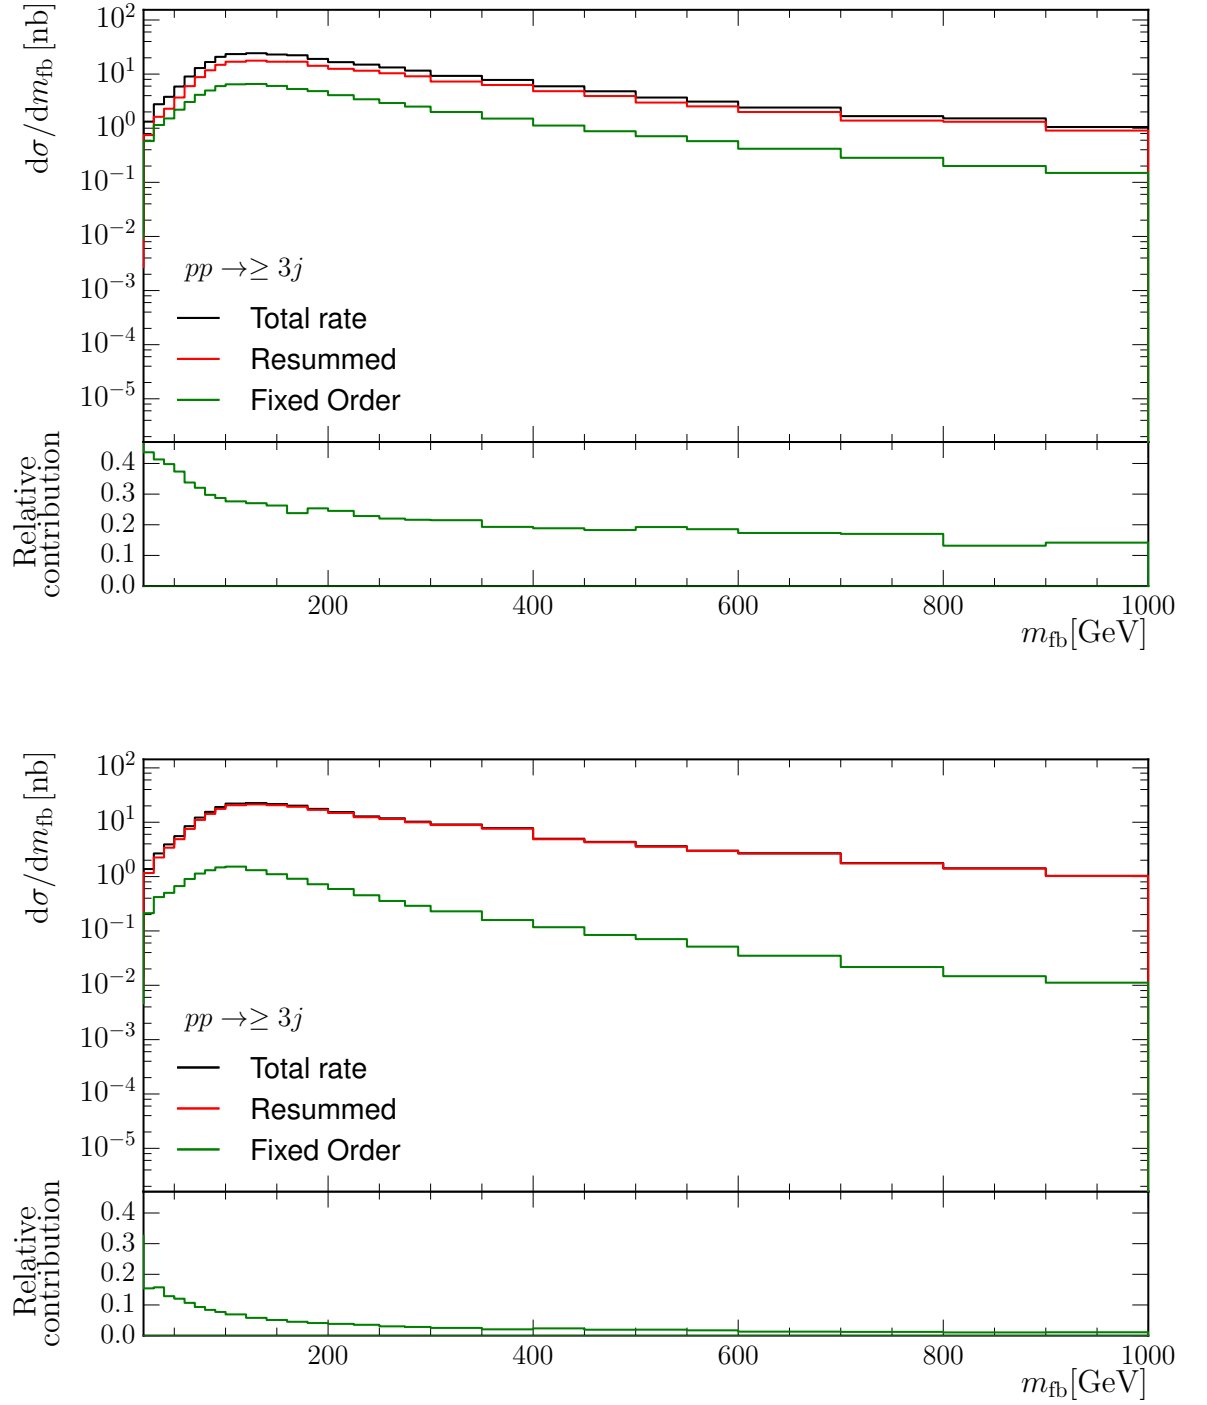 dσ/dm_fb [nb]
10^2
10^1
10^0
10^−1
10^−2
10^−3
10^−4
10^−5
pp →≥ 3j
Total rate
Resummed
Fixed Order
Relative
contribution
0.4
0.3
0.2
0.1
0.0
200 400 600 800 1000
m_fb[GeV]
dσ/dm_fb [nb]
10^2
10^1
10^0
10^−1
10^−2
10^−3
10^−4
10^−5
pp →≥ 3j
Total rate
Resummed
Fixed Order
Relative
contribution
0.4
0.3
0.2
0.1
0.0
200 400 600 800 1000
m_fb[GeV]